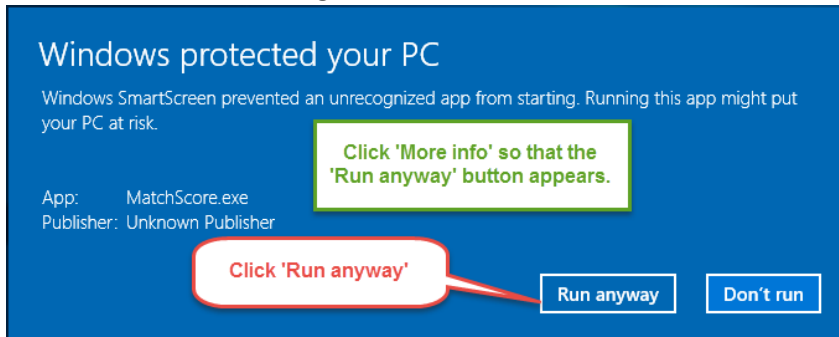 Windows protected your PC
Windows SmartScreen prevented an unrecognized app from starting. Running this app might put
your PC at risk.
Click 'More info' so that the
'Run anyway' button appears.
App: MatchScore.exe
Publisher: Unknown Publisher
Click 'Run anyway'
Run anyway
Don't run